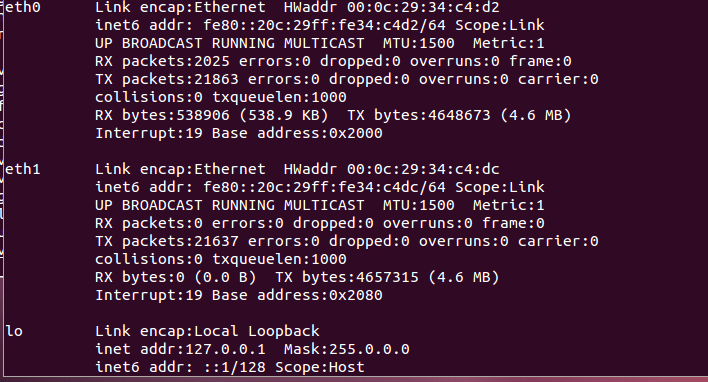 eth0 Link encap:Ethernet HWaddr 00:0c:29:34:c4:d2
inet6 addr: fe80::20c:29ff:fe34:c4d2/64 Scope:Link
UP BROADCAST RUNNING MULTICAST MTU:1500 Metric:1
RX packets:2025 errors:0 dropped:0 overruns:0 frame:0
TX packets:21863 errors:0 dropped:0 overruns:0 carrier:0
collisions:0 txqueuelen:1000
RX bytes:538906 (538.9 KB) TX bytes:4648673 (4.6 MB)
Interrupt:19 Base address:0x2000
eth1 Link encap:Ethernet HWaddr 00:0c:29:34:c4:dc
inet6 addr: fe80::20c:29ff:fe34:c4dc/64 Scope:Link
UP BROADCAST RUNNING MULTICAST MTU:1500 Metric:1
RX packets:0 errors:0 dropped:0 overruns:0 frame:0
TX packets:21637 errors:0 dropped:0 overruns:0 carrier:0
collisions:0 txqueuelen:1000
RX bytes:0 (0.0 B) TX bytes:4657315 (4.6 MB)
Interrupt:19 Base address:0x2080
lo Link encap:Local Loopback
inet addr:127.0.0.1 Mask:255.0.0.0
inet6 addr: ::1/128 Scope:Host